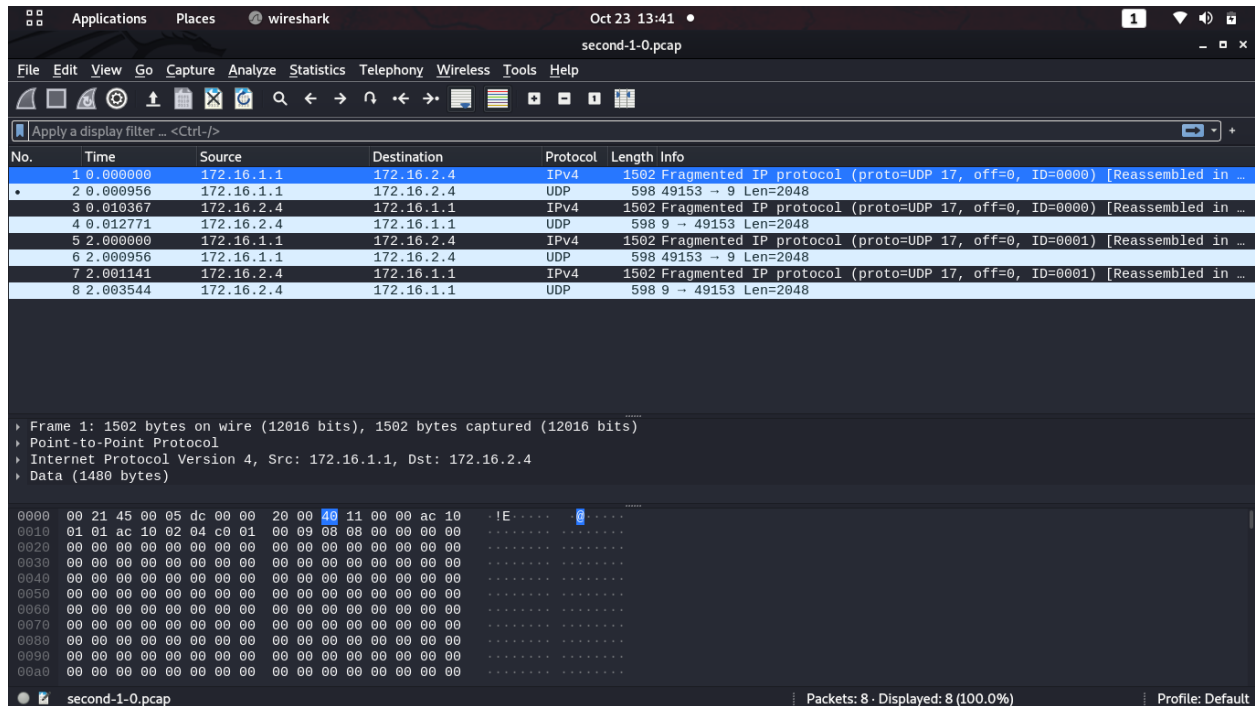 Applications Places wireshark Oct 23 13:41 1
second-1-0.pcap
File Edit View Go Capture Analyze Statistics Telephony Wireless Tools Help
Apply a display filter … <Ctrl-/>
No. Time Source Destination Protocol Length Info
1 0.000000 172.16.1.1 172.16.2.4 IPv4 1502 Fragmented IP protocol (proto=UDP 17, off=0, ID=0000) [Reassembled in …
2 0.000956 172.16.1.1 172.16.2.4 UDP 598 49153 → 9 Len=2048
3 0.010367 172.16.2.4 172.16.1.1 IPv4 1502 Fragmented IP protocol (proto=UDP 17, off=0, ID=0000) [Reassembled in …
4 0.012771 172.16.2.4 172.16.1.1 UDP 598 9 → 49153 Len=2048
5 2.000000 172.16.1.1 172.16.2.4 IPv4 1502 Fragmented IP protocol (proto=UDP 17, off=0, ID=0001) [Reassembled in …
6 2.000956 172.16.1.1 172.16.2.4 UDP 598 49153 → 9 Len=2048
7 2.001141 172.16.2.4 172.16.1.1 IPv4 1502 Fragmented IP protocol (proto=UDP 17, off=0, ID=0001) [Reassembled in …
8 2.003544 172.16.2.4 172.16.1.1 UDP 598 9 → 49153 Len=2048
Frame 1: 1502 bytes on wire (12016 bits), 1502 bytes captured (12016 bits)
Point-to-Point Protocol
Internet Protocol Version 4, Src: 172.16.1.1, Dst: 172.16.2.4
Data (1480 bytes)
0000 00 21 45 00 05 dc 00 00 20 00 40 11 00 00 ac 10 ·!E····· ·@·····
0010 01 01 ac 10 02 04 c0 01 00 09 08 08 00 00 00 00 ········ ········
0020 00 00 00 00 00 00 00 00 00 00 00 00 00 00 00 00 ········ ········
0030 00 00 00 00 00 00 00 00 00 00 00 00 00 00 00 00 ········ ········
0040 00 00 00 00 00 00 00 00 00 00 00 00 00 00 00 00 ········ ········
0050 00 00 00 00 00 00 00 00 00 00 00 00 00 00 00 00 ········ ········
0060 00 00 00 00 00 00 00 00 00 00 00 00 00 00 00 00 ········ ········
0070 00 00 00 00 00 00 00 00 00 00 00 00 00 00 00 00 ········ ········
0080 00 00 00 00 00 00 00 00 00 00 00 00 00 00 00 00 ········ ········
0090 00 00 00 00 00 00 00 00 00 00 00 00 00 00 00 00 ········ ········
00a0 00 00 00 00 00 00 00 00 00 00 00 00 00 00 00 00 ········ ········
second-1-0.pcap Packets: 8 · Displayed: 8 (100.0%) Profile: Default